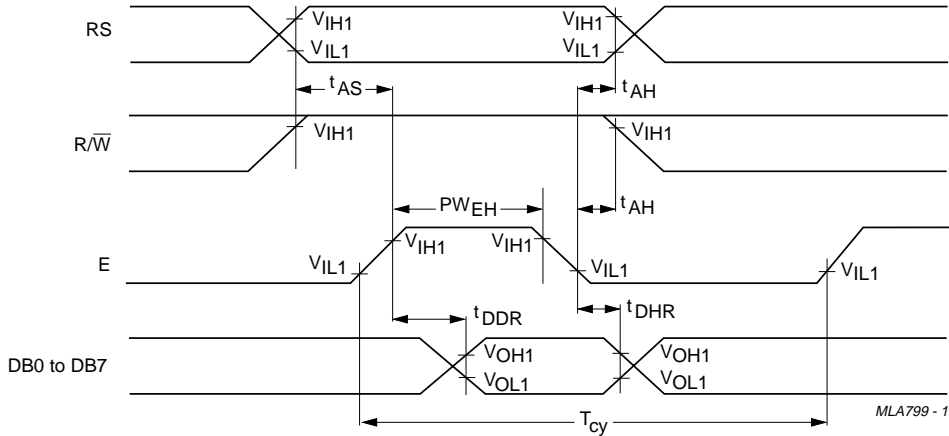 RS
VIH1
VIL1
VIH1
VIL1
tAS
tAH
R/W̅
VIH1
VIH1
PWEH
tAH
E
VIL1
VIH1
VIH1
VIL1
VIL1
tDDR
tDHR
DB0 to DB7
VOH1
VOL1
VOH1
VOL1
Tcy
MLA799 - 1